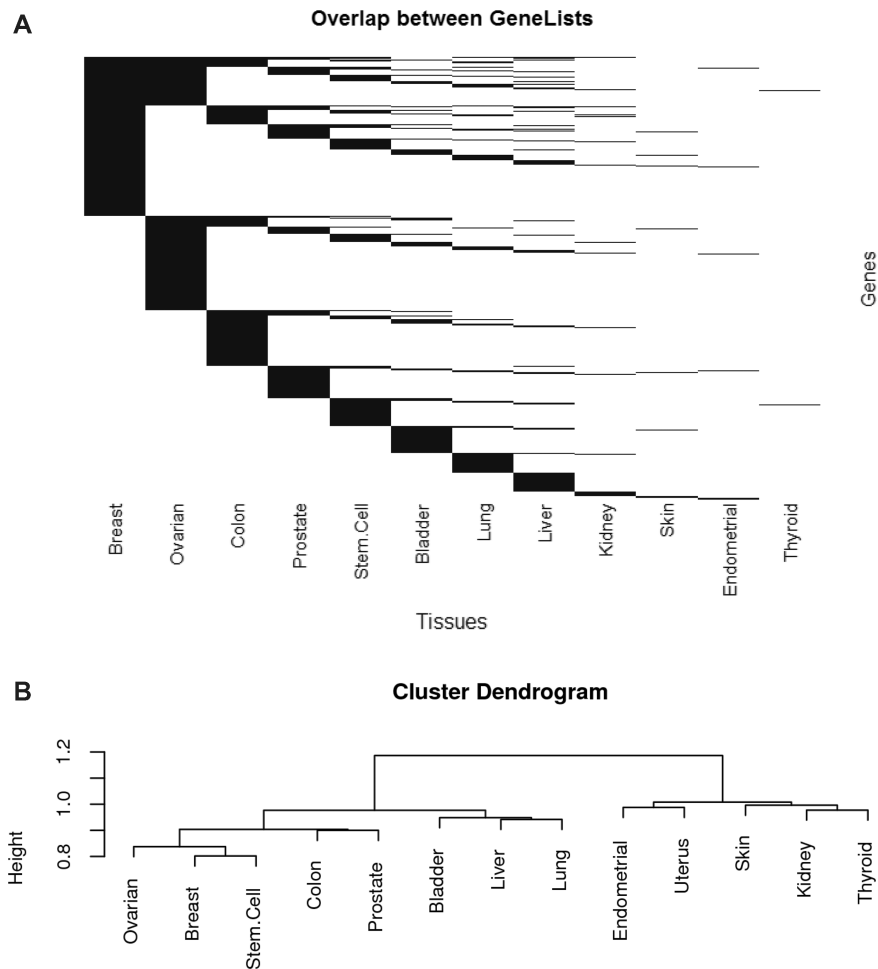 A
Overlap between GeneLists
Genes
Breast
Ovarian
Colon
Prostate
Stem.Cell
Bladder
Lung
Liver
Kidney
Skin
Endometrial
Thyroid
Tissues
B
Cluster Dendrogram
Height
1.2
1.0
0.8
Ovarian
Breast
Stem.Cell
Colon
Prostate
Bladder
Liver
Lung
Endometrial
Uterus
Skin
Kidney
Thyroid